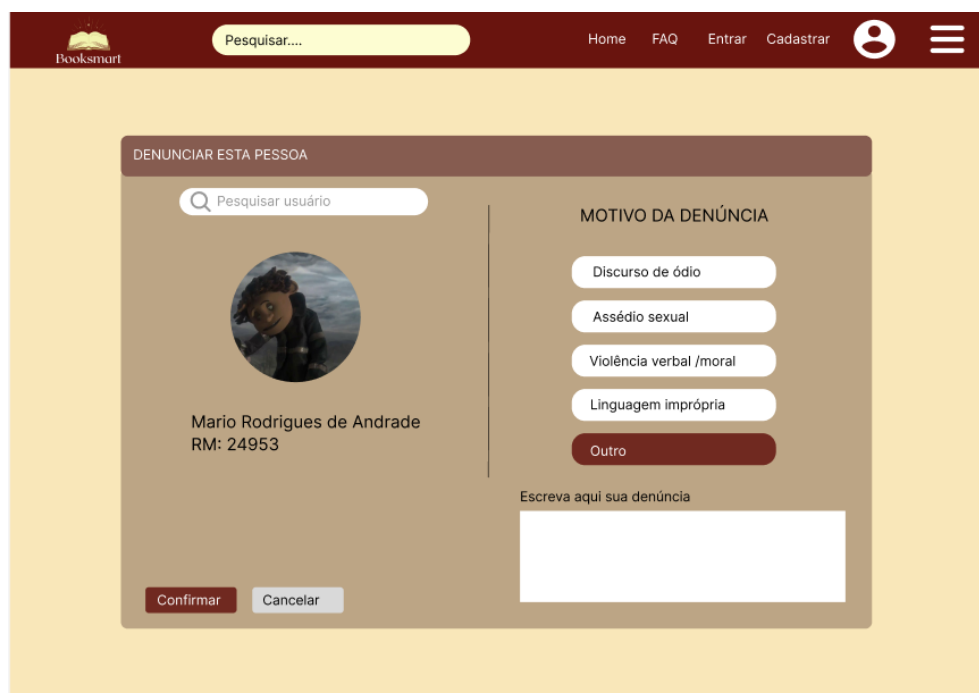 Booksmart
Pesquisar....
Home
FAQ
Entrar
Cadastrar
DENUNCIAR ESTA PESSOA
Pesquisar usuário
Mario Rodrigues de Andrade
RM: 24953
MOTIVO DA DENÚNCIA
Discurso de ódio
Assédio sexual
Violência verbal /moral
Linguagem imprópria
Outro
Escreva aqui sua denúncia
Confirmar
Cancelar